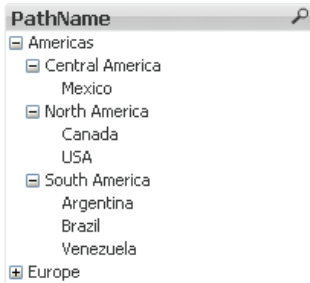 PathName
Americas
Central America
Mexico
North America
Canada
USA
South America
Argentina
Brazil
Venezuela
Europe